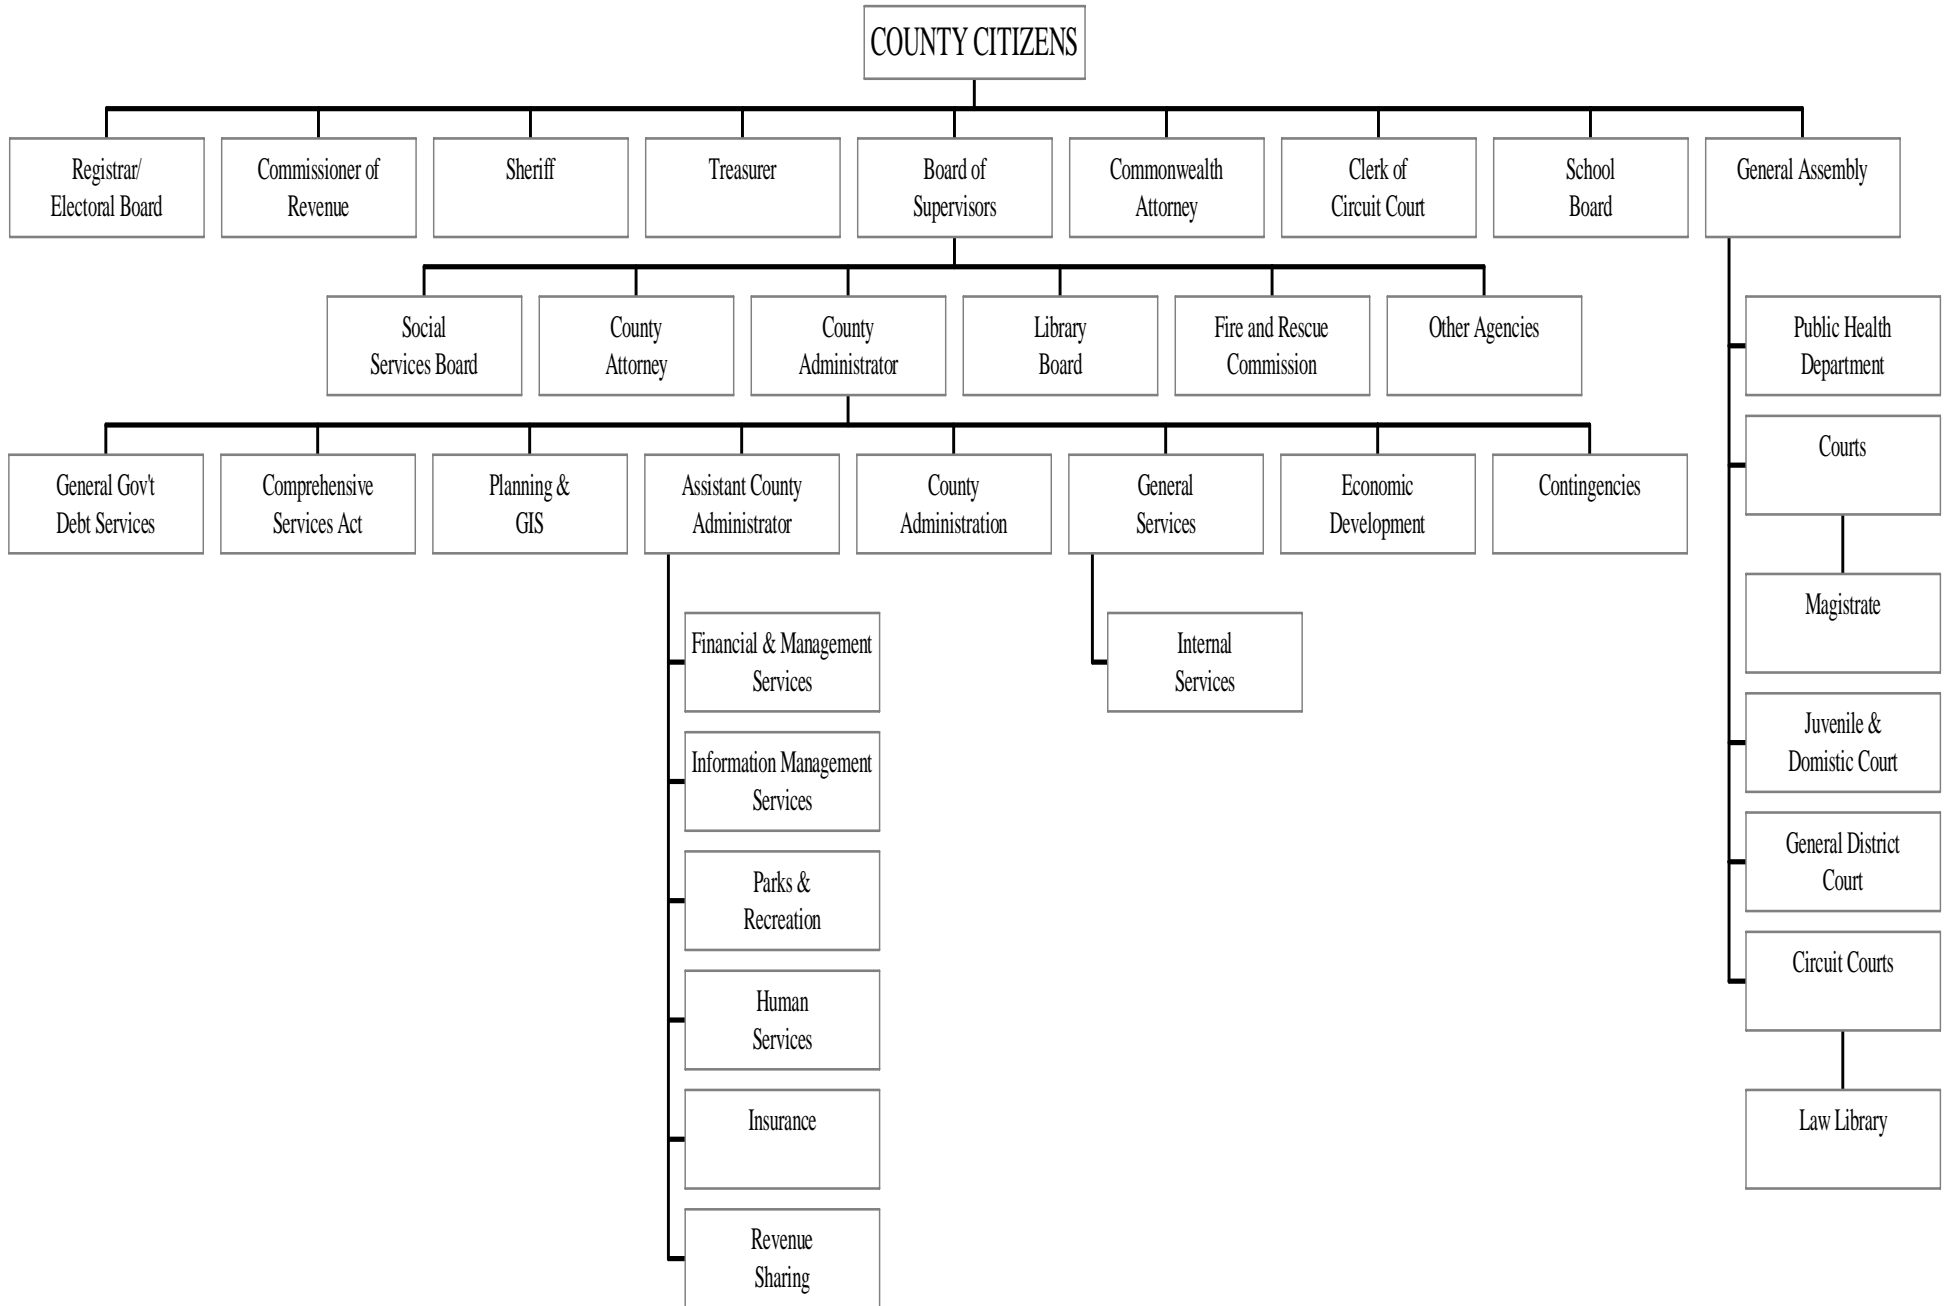 COUNTY CITIZENS
Registrar/
Electoral Board
Commissioner of
Revenue
Sheriff
Treasurer
Board of
Supervisors
Commonwealth
Attorney
Clerk of
Circuit Court
School
Board
General Assembly
Social
Services Board
County
Attorney
County
Administrator
Library
Board
Fire and Rescue
Commission
Other Agencies
Public Health
Department
Courts
General Gov't
Debt Services
Comprehensive
Services Act
Planning &
GIS
Assistant County
Administrator
County
Administration
General
Services
Economic
Development
Contingencies
Magistrate
Financial & Management
Services
Internal
Services
Juvenile &
Domistic Court
Information Management
Services
General District
Court
Parks &
Recreation
Circuit Courts
Human
Services
Insurance
Law Library
Revenue
Sharing